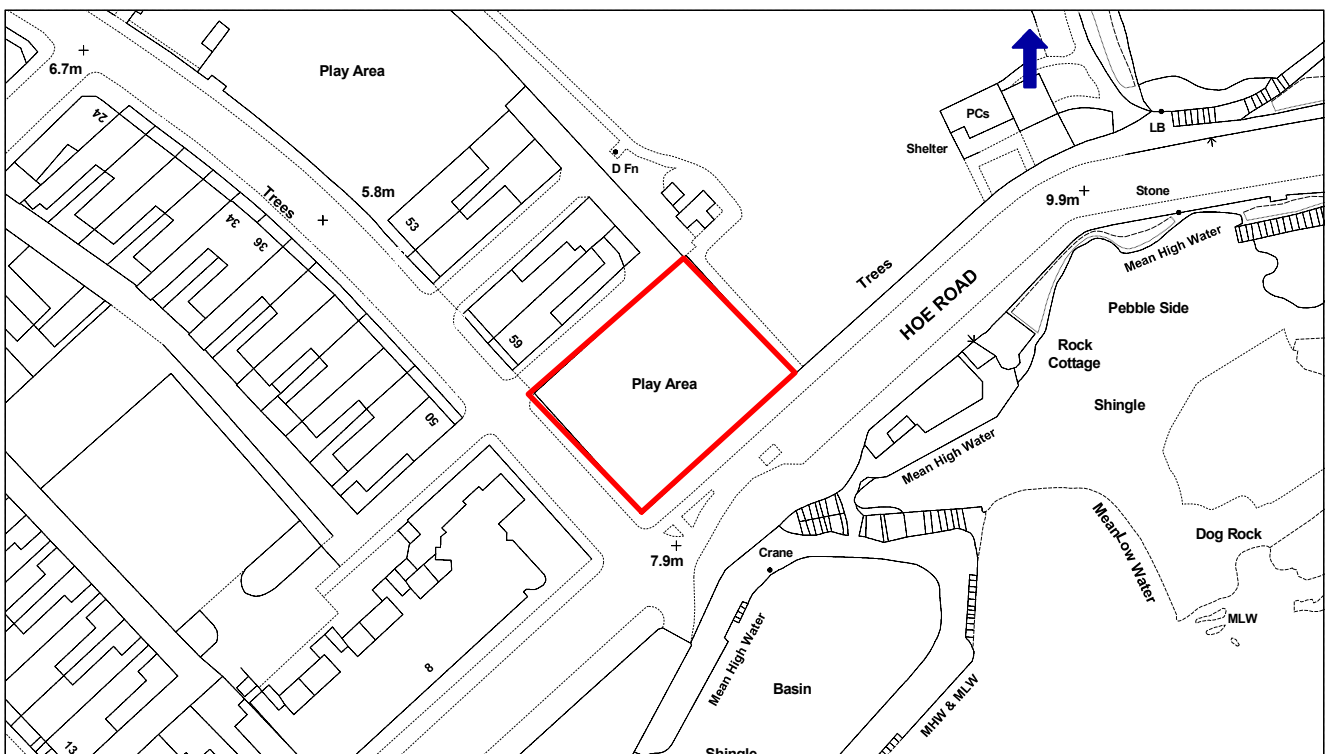 6.7m
Play Area
PCs
LB
Shelter
D Fn
24
Trees
5.8m
34
36
53
9.9m
Stone
Mean High Water
Trees
HOE ROAD
Pebble Side
Rock
Cottage
59
Play Area
Shingle
50
Mean High Water
Mean Low Water
Dog Rock
Crane
7.9m
MLW
Mean High Water
8
Basin
MHW & MLW
13
Shingle